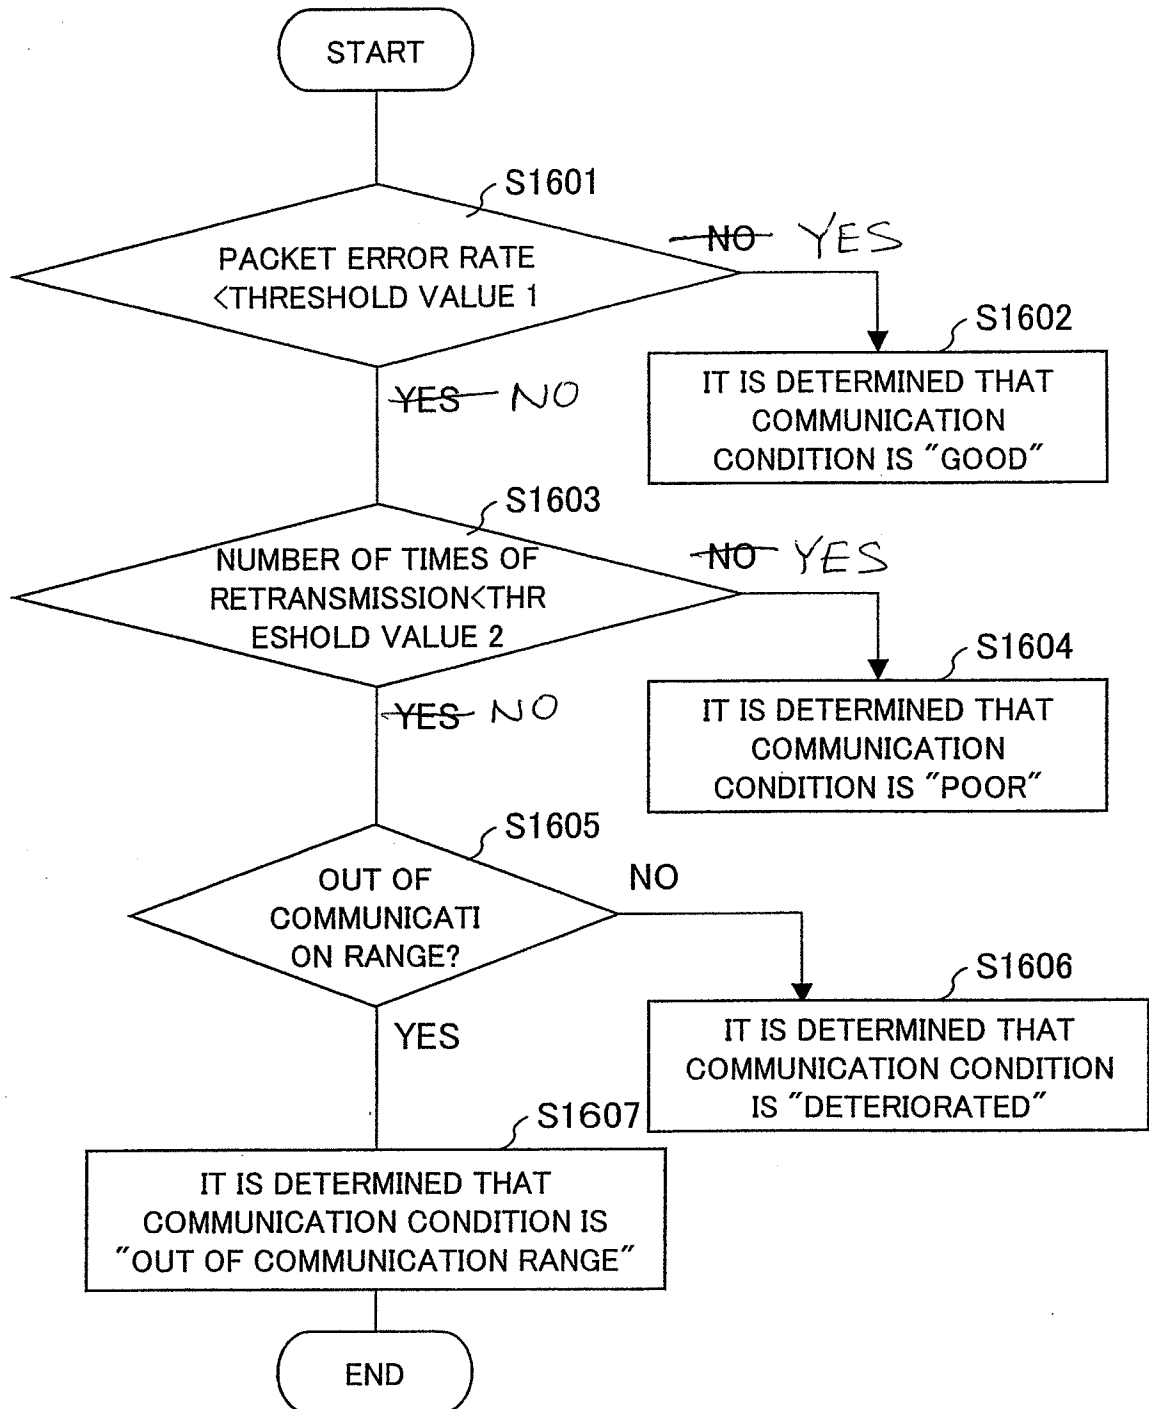 START
S1601
PACKET ERROR RATE
<THRESHOLD VALUE 1
NO YES
S1602
IT IS DETERMINED THAT
COMMUNICATION
CONDITION IS "GOOD"
YES NO
S1603
NUMBER OF TIMES OF
RETRANSMISSION<THR
ESHOLD VALUE 2
NO YES
S1604
IT IS DETERMINED THAT
COMMUNICATION
CONDITION IS "POOR"
YES NO
S1605
OUT OF
COMMUNICATI
ON RANGE?
NO
S1606
IT IS DETERMINED THAT
COMMUNICATION CONDITION
IS "DETERIORATED"
YES
S1607
IT IS DETERMINED THAT
COMMUNICATION CONDITION IS
"OUT OF COMMUNICATION RANGE"
END